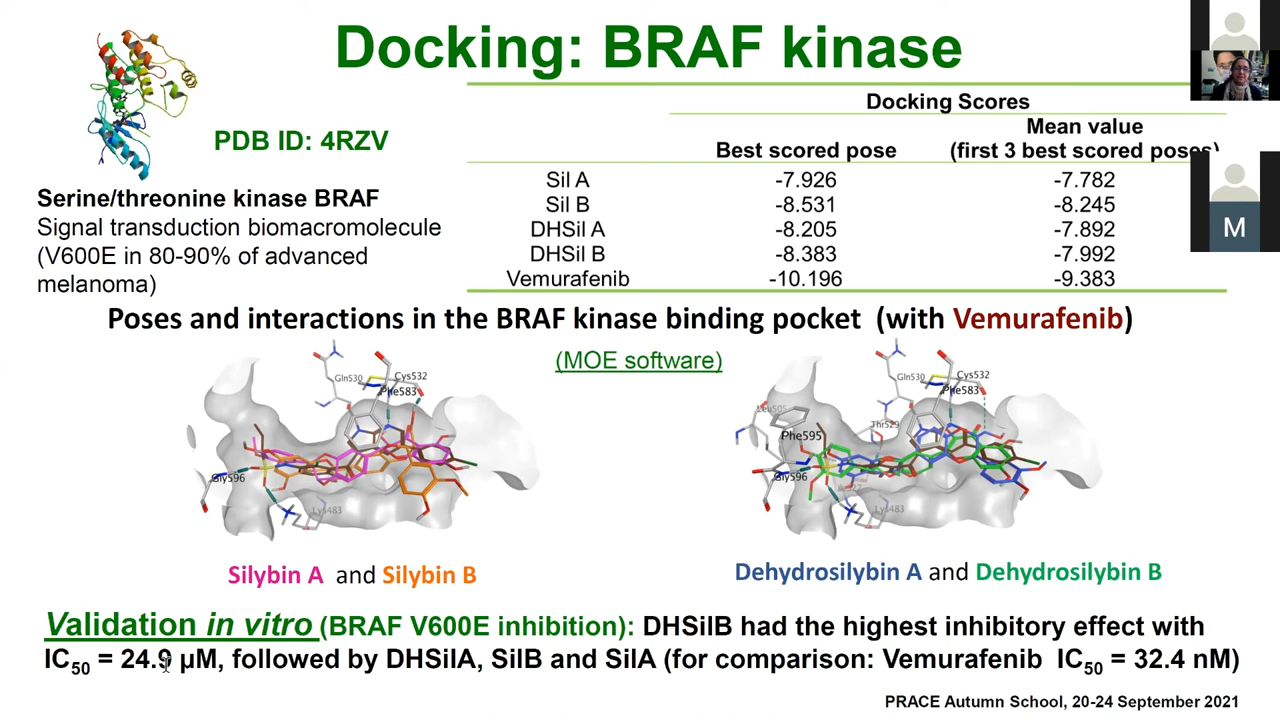 Docking: BRAF kinase
PDB ID: 4RZV
Serine/threonine kinase BRAF
Signal transduction biomacromolecule
(V600E in 80-90% of advanced
melanoma)
Docking Scores
Best scored pose
Mean value
(first 3 best scored poses)
Sil A -7.926 -7.782
Sil B -8.531 -8.245
DHSil A -8.205 -7.892
DHSil B -8.383 -7.992
Vemurafenib -10.196 -9.383
M
Poses and interactions in the BRAF kinase binding pocket (with Vemurafenib)
(MOE software)
Gln530
Cys532
Phe583
Gly596
Lys483
Gln530
Cys532
Phe583
Leu505
Thr529
Phe595
Gly596
Lys483
Silybin A and Silybin B
Dehydrosilybin A and Dehydrosilybin B
Validation in vitro (BRAF V600E inhibition): DHSilB had the highest inhibitory effect with
IC50 = 24.9 µM, followed by DHSilA, SilB and SilA (for comparison: Vemurafenib IC50 = 32.4 nM)
PRACE Autumn School, 20-24 September 2021